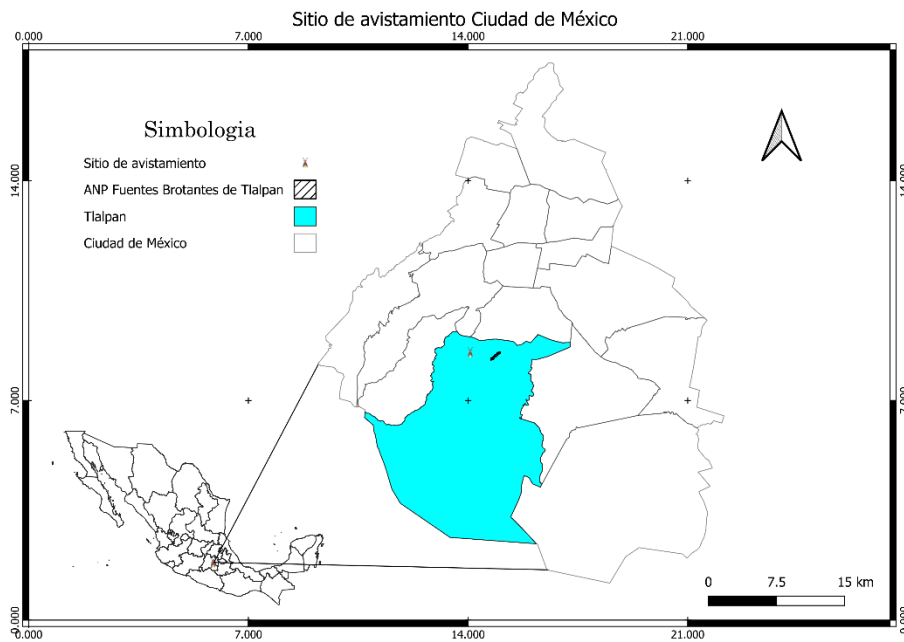 Sitio de avistamiento Ciudad de México
0.000 7.000 14.000 21.000
Simbologia
Sitio de avistamiento
ANP Fuentes Brotantes de Tlalpan
Tlalpan
Ciudad de México
14.000 14.000
7.000 7.000
0 7.5 15 km
0.000 0.000
0.000 7.000 14.000 21.000